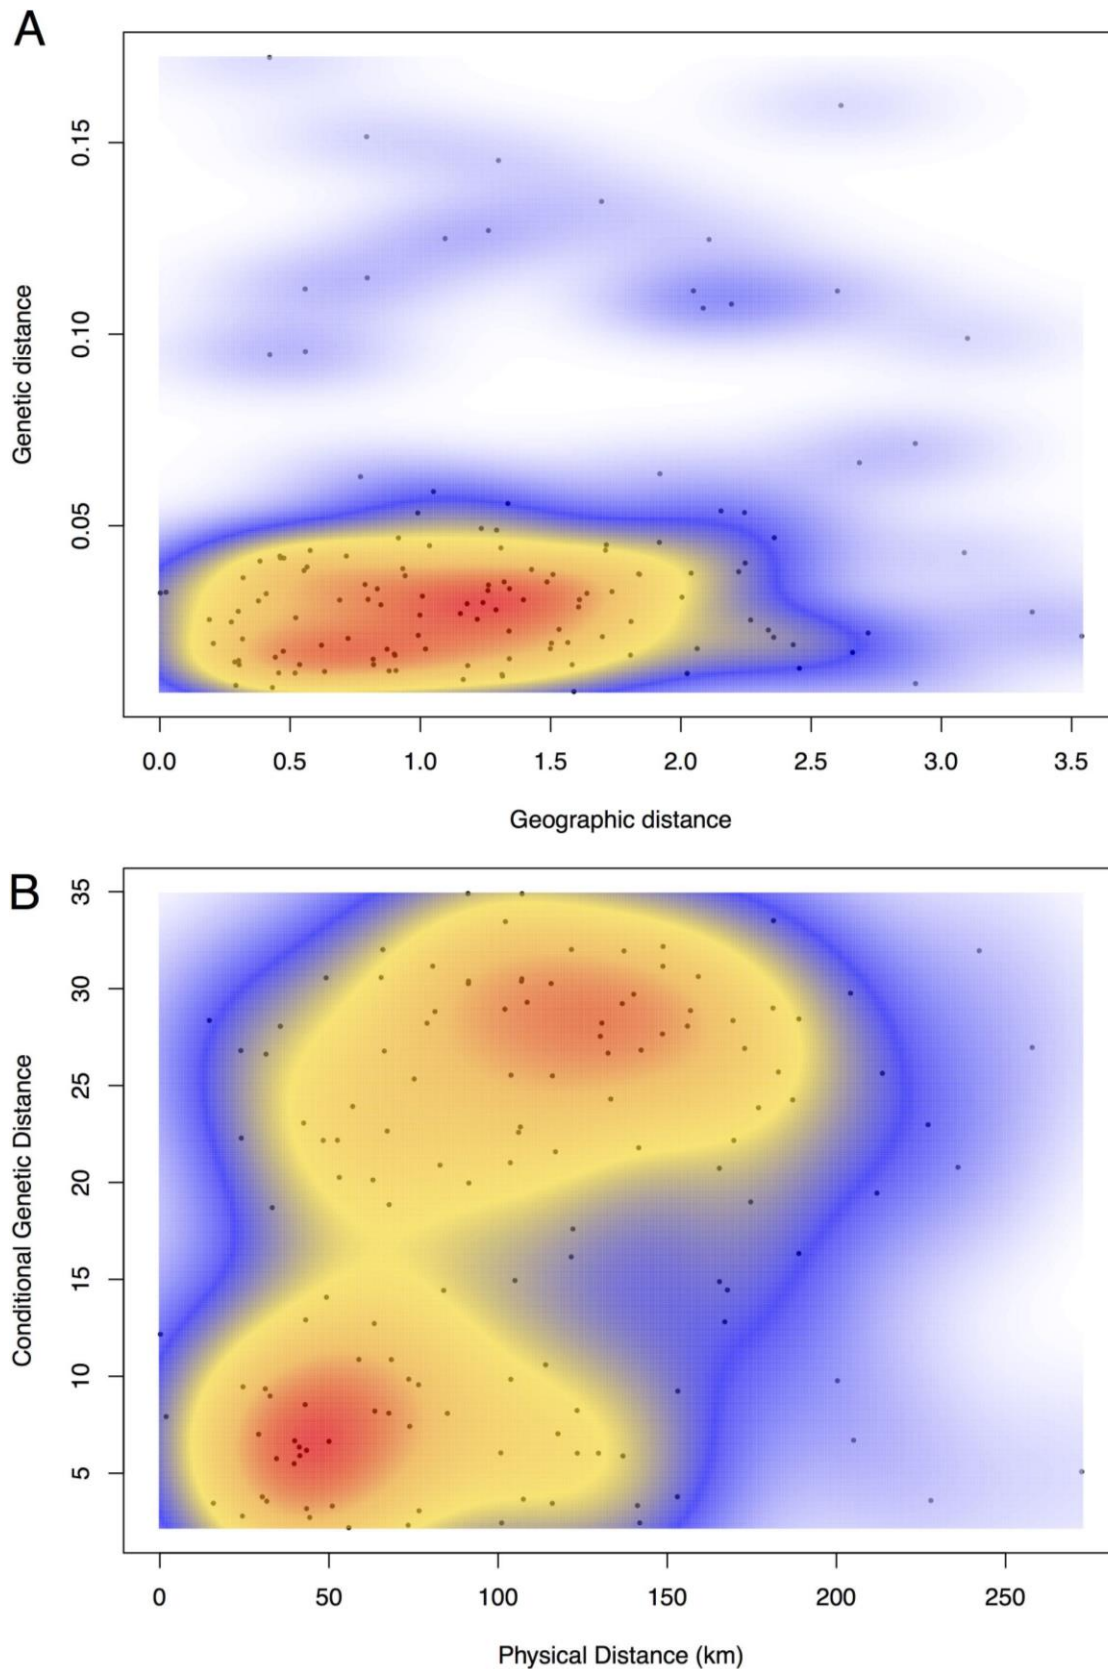 A
Genetic distance
0.15
0.10
0.05
0.0 0.5 1.0 1.5 2.0 2.5 3.0 3.5
Geographic distance
B
Conditional Genetic Distance
35
30
25
20
15
10
5
0 50 100 150 200 250
Physical Distance (km)